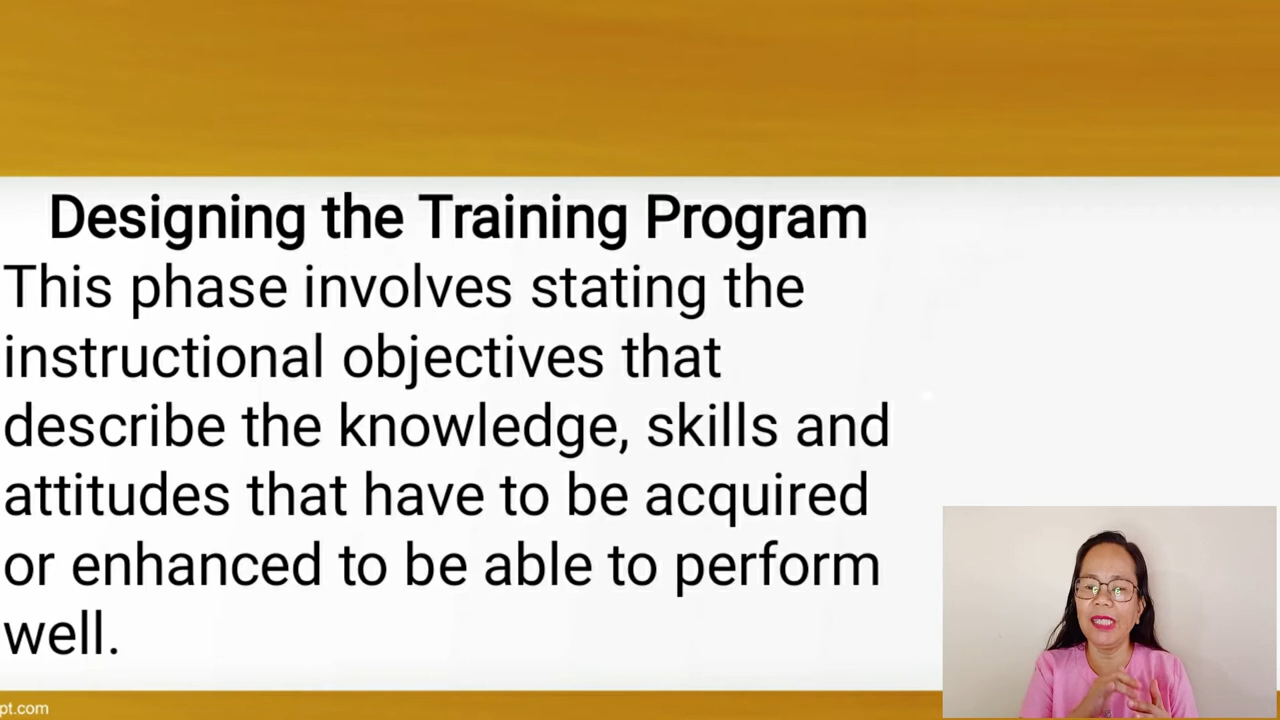 Designing the Training Program
This phase involves stating the
instructional objectives that
describe the knowledge, skills and
attitudes that have to be acquired
or enhanced to be able to perform
well.
pt.com